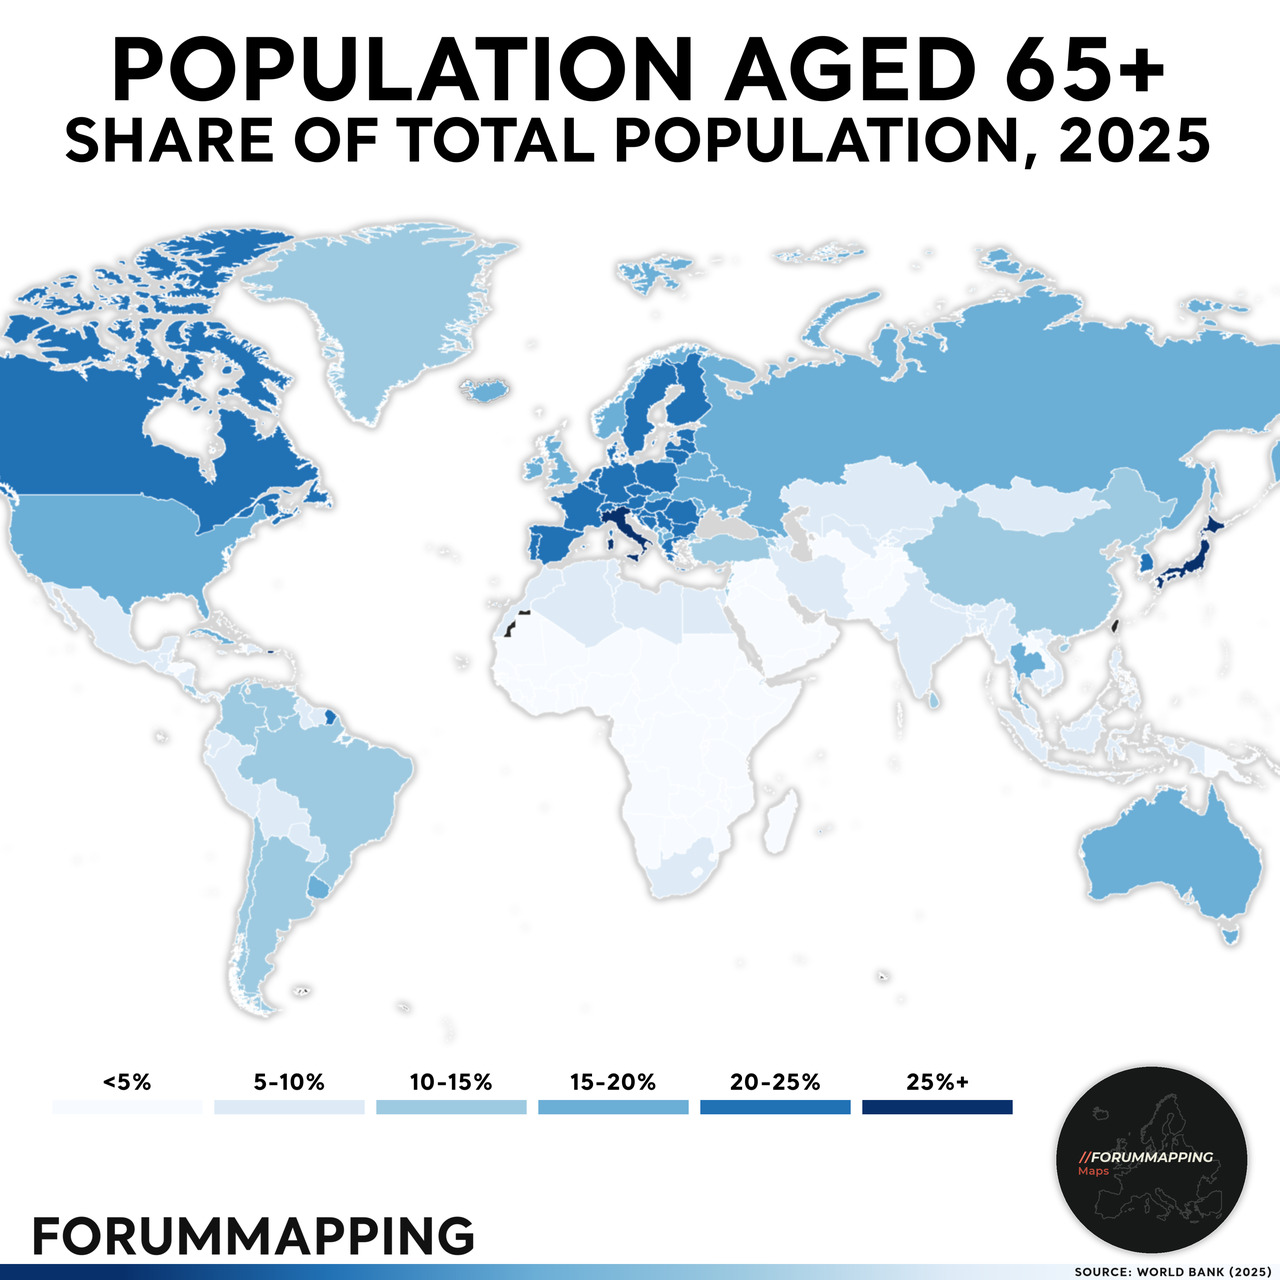 POPULATION AGED 65+
SHARE OF TOTAL POPULATION, 2025
<5% 5-10% 10-15% 15-20% 20-25% 25%+
//FORUMMAPPING
Maps
FORUMMAPPING
SOURCE: WORLD BANK (2025)